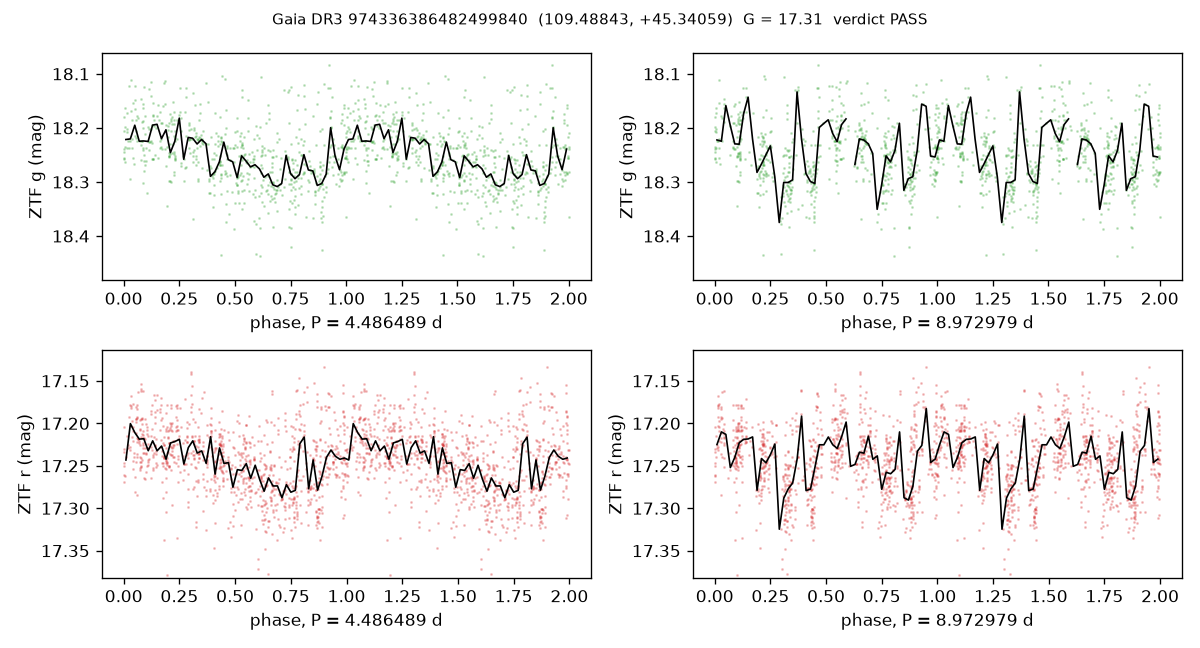 Gaia DR3 974336386482499840 (109.48843, +45.34059) G = 17.31 verdict PASS
ZTF g (mag)
18.1
18.2
18.3
18.4
0.00 0.25 0.50 0.75 1.00 1.25 1.50 1.75 2.00
phase, P = 4.486489 d
ZTF g (mag)
18.1
18.2
18.3
18.4
0.00 0.25 0.50 0.75 1.00 1.25 1.50 1.75 2.00
phase, P = 8.972979 d
ZTF r (mag)
17.15
17.20
17.25
17.30
17.35
0.00 0.25 0.50 0.75 1.00 1.25 1.50 1.75 2.00
phase, P = 4.486489 d
ZTF r (mag)
17.15
17.20
17.25
17.30
17.35
0.00 0.25 0.50 0.75 1.00 1.25 1.50 1.75 2.00
phase, P = 8.972979 d